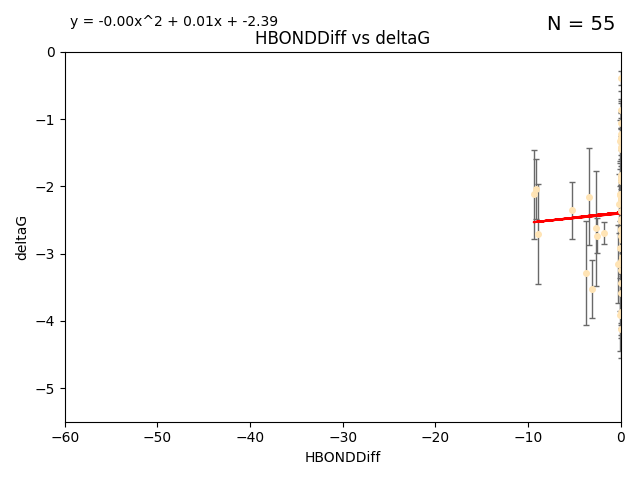 y = -0.00x^2 + 0.01x + -2.39
N = 55
HBONDDiff vs deltaG
0
−1
−2
−3
−4
−5
deltaG
−60 −50 −40 −30 −20 −10 0
HBONDDiff